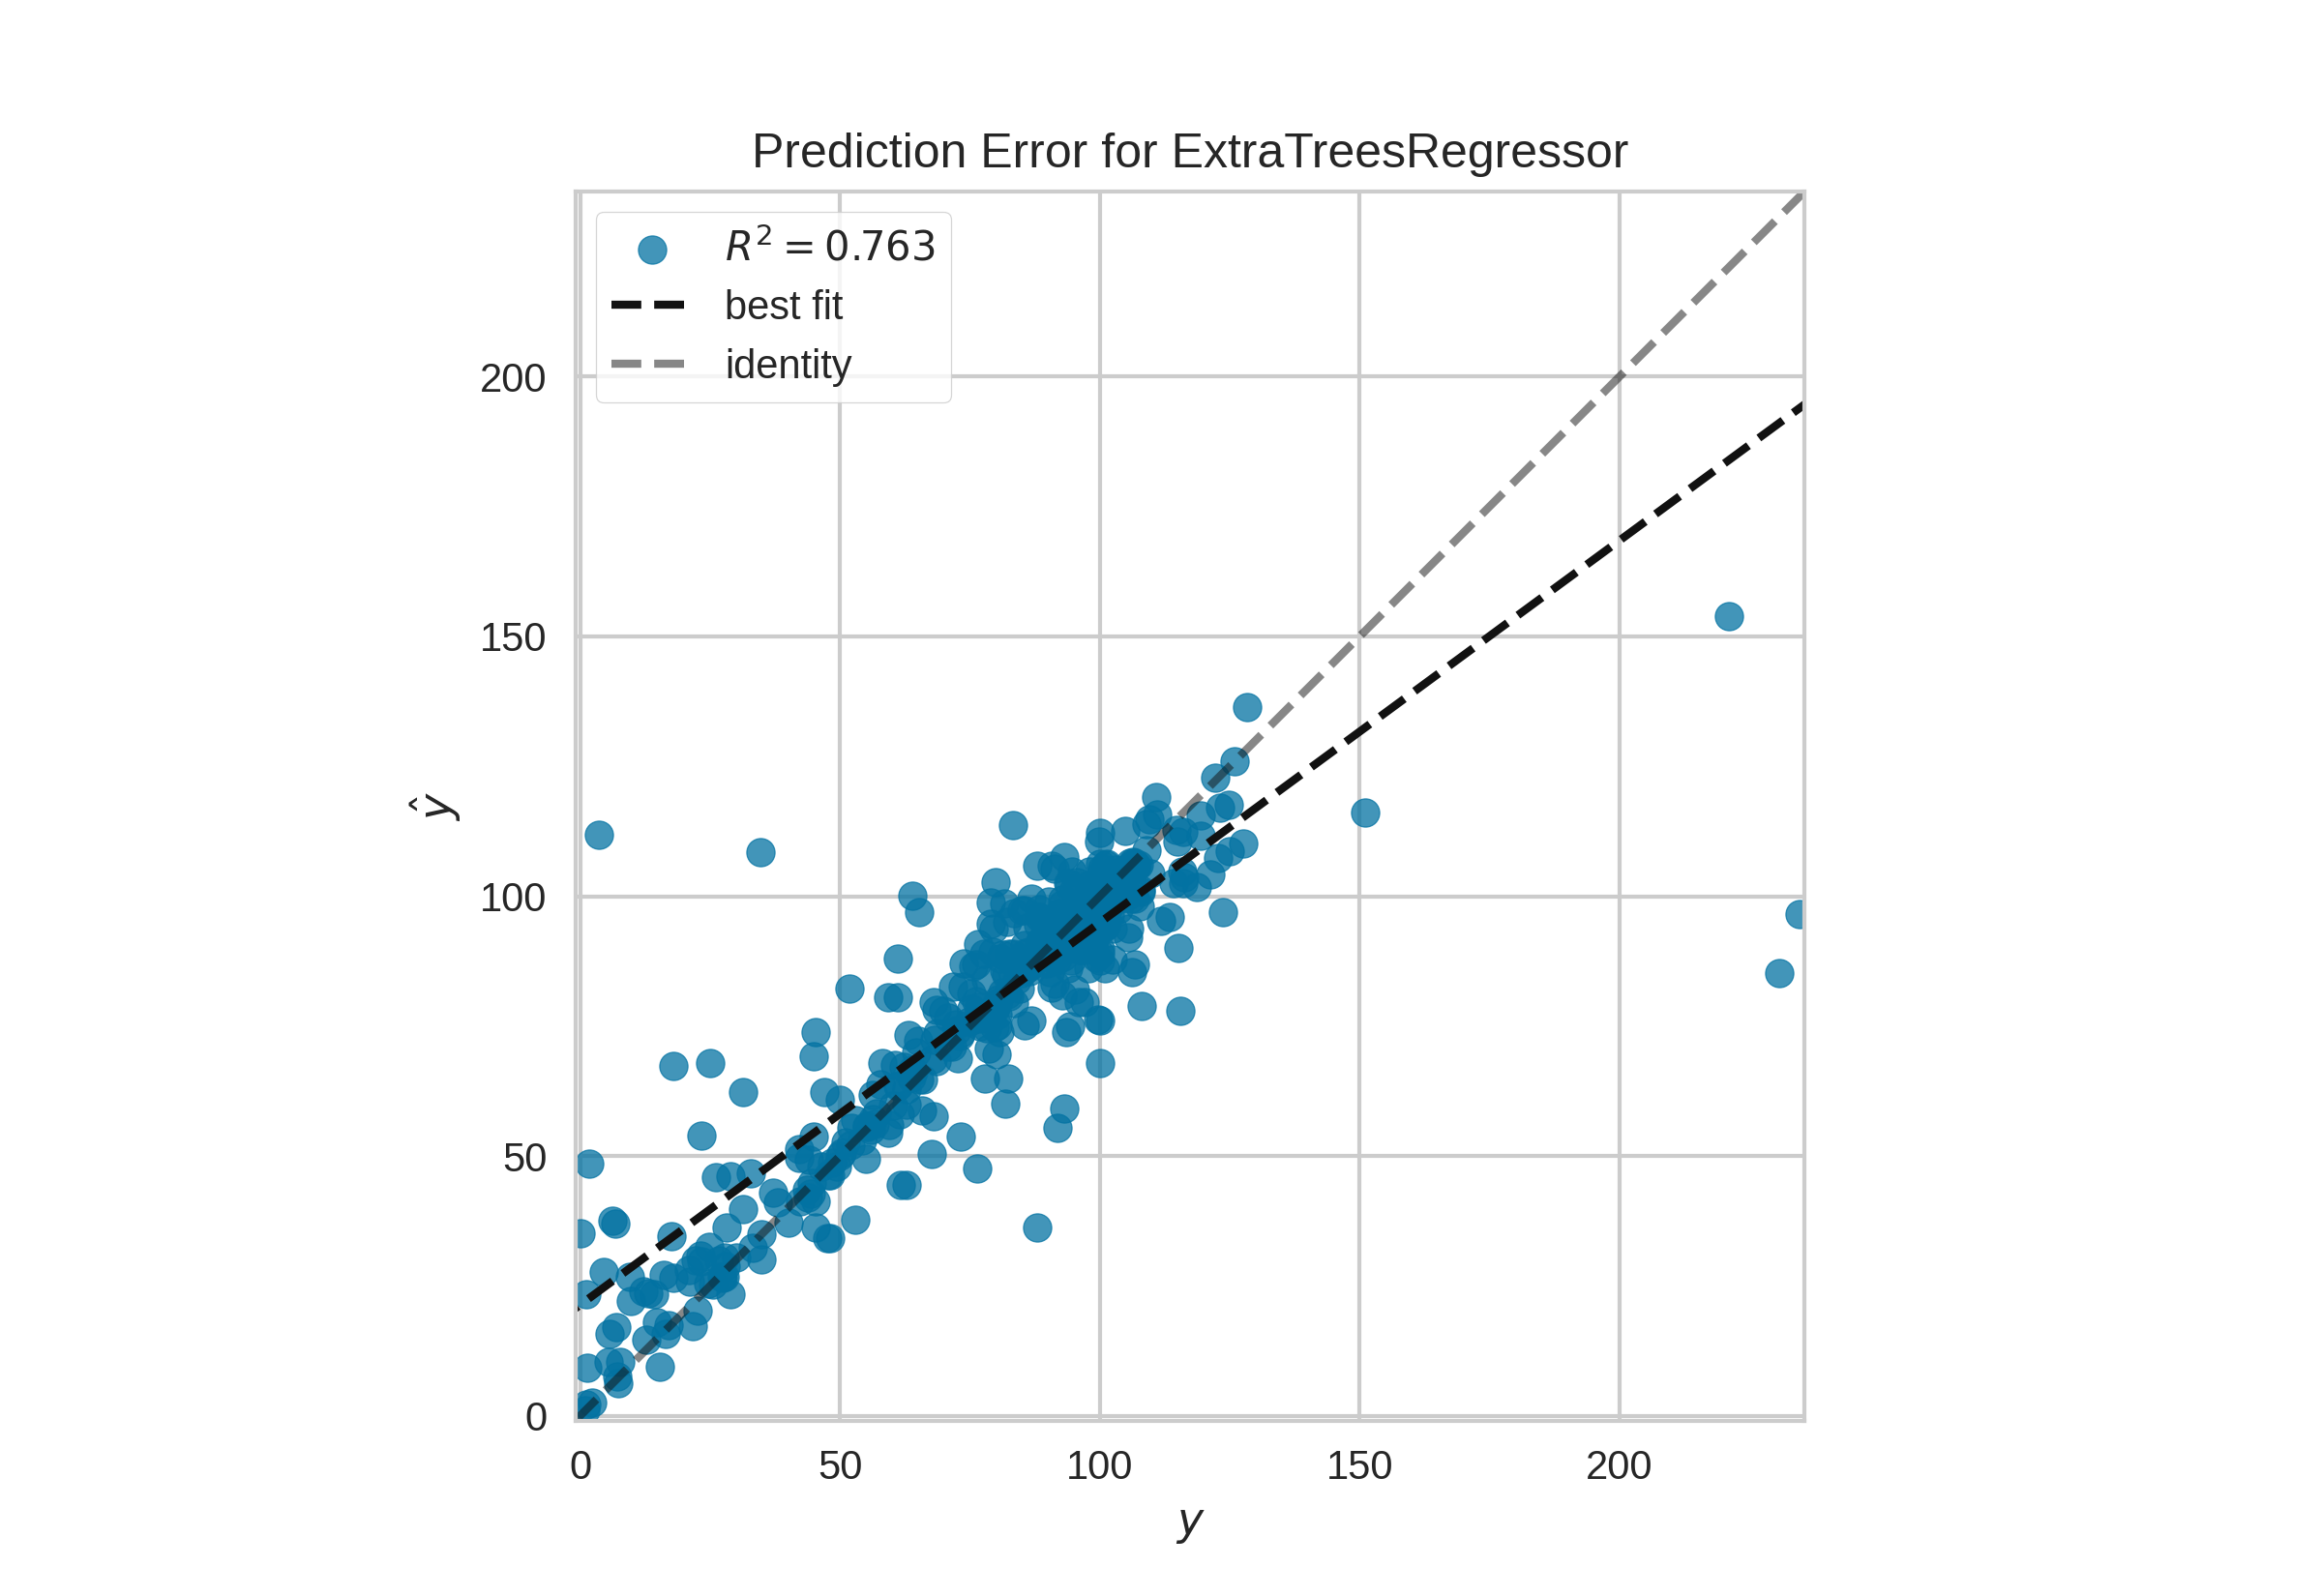 Prediction Error for ExtraTreesRegressor
R² = 0.763
best fit
identity
200
150
100
50
0
ŷ
0 50 100 150 200
y